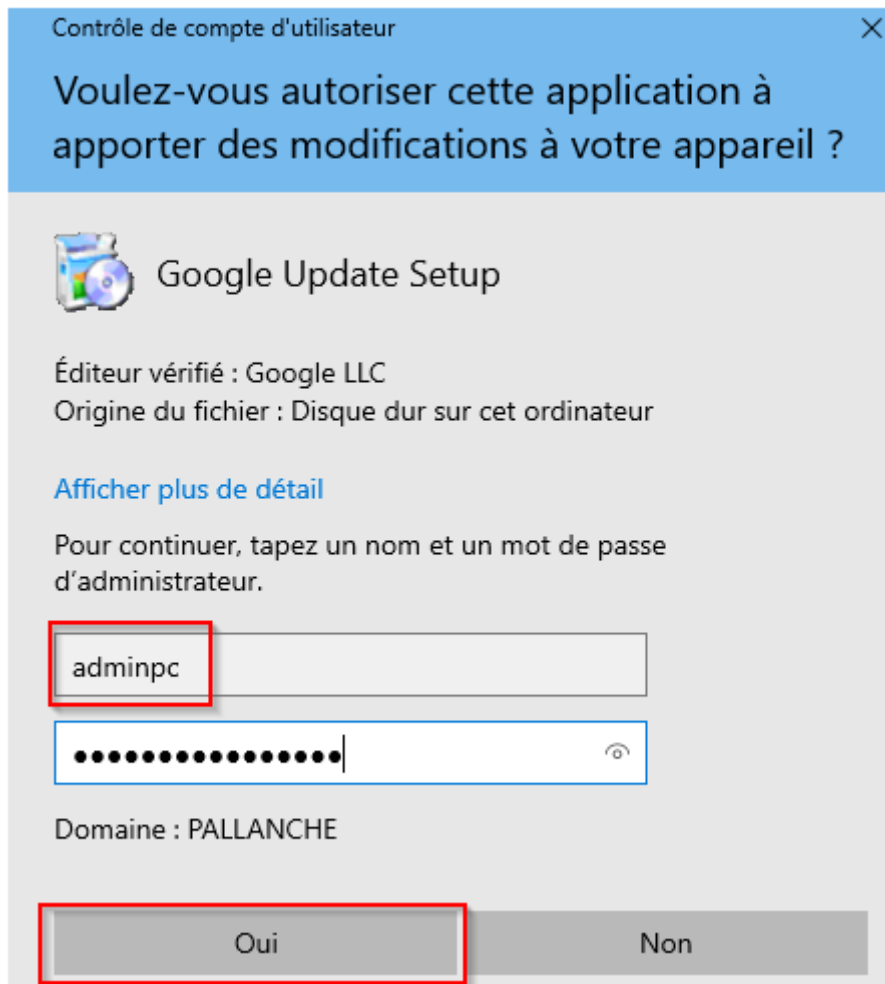 Contrôle de compte d'utilisateur
Voulez-vous autoriser cette application à
apporter des modifications à votre appareil ?
Google Update Setup
Éditeur vérifié : Google LLC
Origine du fichier : Disque dur sur cet ordinateur
Afficher plus de détail
Pour continuer, tapez un nom et un mot de passe
d’administrateur.
adminpc
••••••••••••••••
Domaine : PALLANCHE
Oui Non